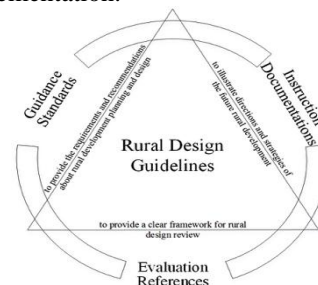 ementation.
Guidance
Standards
to provide the requirements and recommendations
about rural development planning and design
to illustrate directions and strategies of
the future rural development
Instruction
Documentations
Rural Design
Guidelines
to provide a clear framework for rural
design review
Evaluation
References